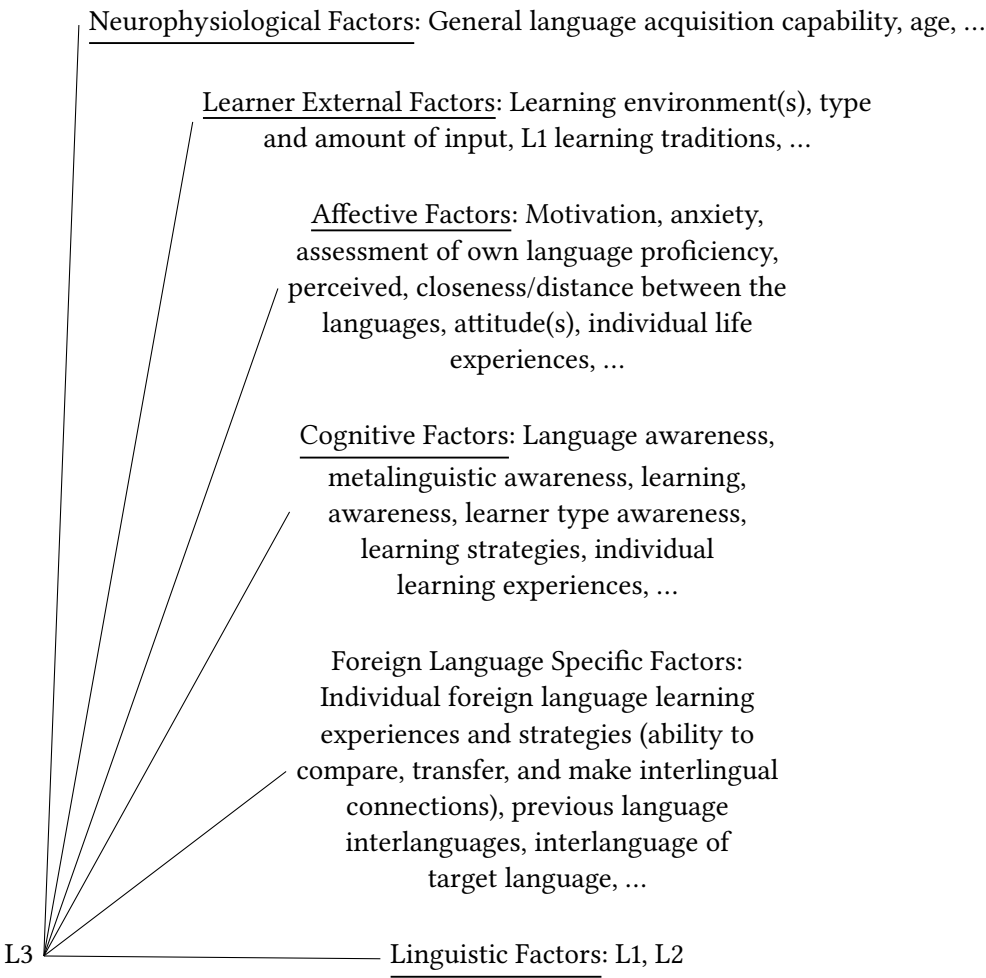 Neurophysiological Factors: General language acquisition capability, age, …
Learner External Factors: Learning environment(s), type
and amount of input, L1 learning traditions, …
Affective Factors: Motivation, anxiety,
assessment of own language proficiency,
perceived, closeness/distance between the
languages, attitude(s), individual life
experiences, …
Cognitive Factors: Language awareness,
metalinguistic awareness, learning,
awareness, learner type awareness,
learning strategies, individual
learning experiences, …
Foreign Language Specific Factors:
Individual foreign language learning
experiences and strategies (ability to
compare, transfer, and make interlingual
connections), previous language
interlanguages, interlanguage of
target language, …
L3
Linguistic Factors: L1, L2